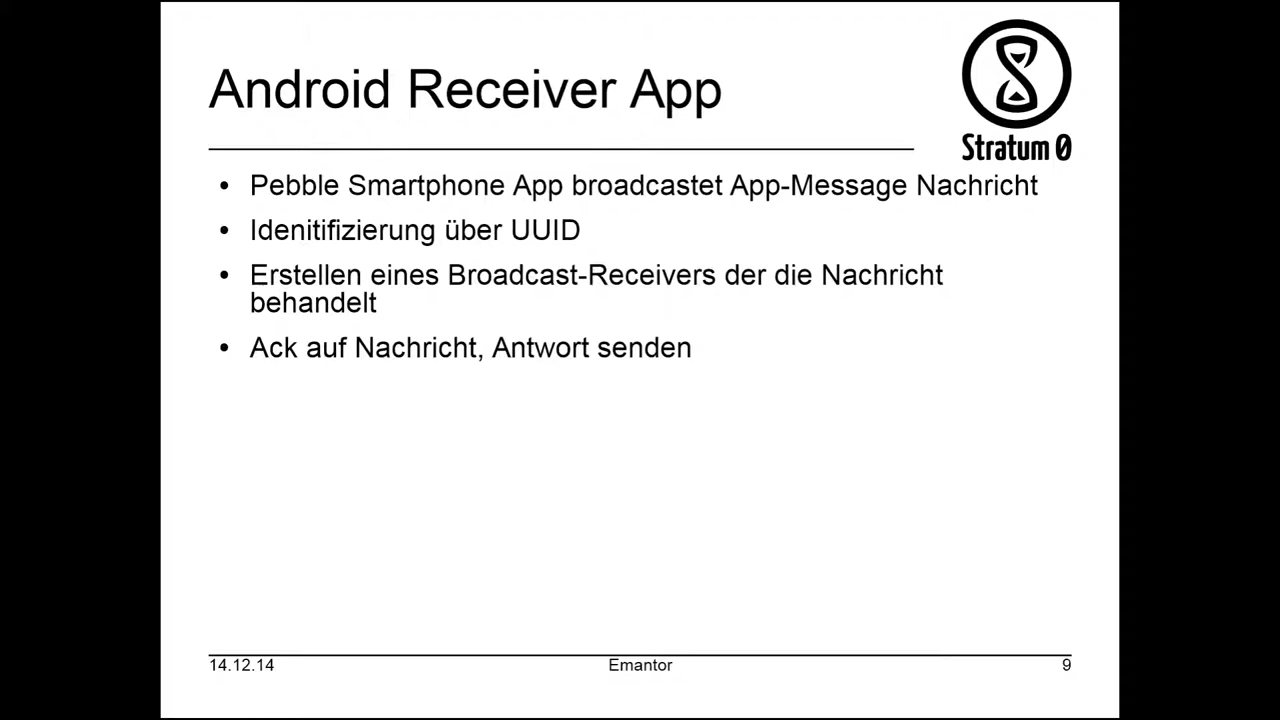 Android Receiver App
Stratum 0
• Pebble Smartphone App broadcastet App-Message Nachricht
• Idenitifizierung über UUID
• Erstellen eines Broadcast-Receivers der die Nachricht
behandelt
• Ack auf Nachricht, Antwort senden
14.12.14
Emantor
9